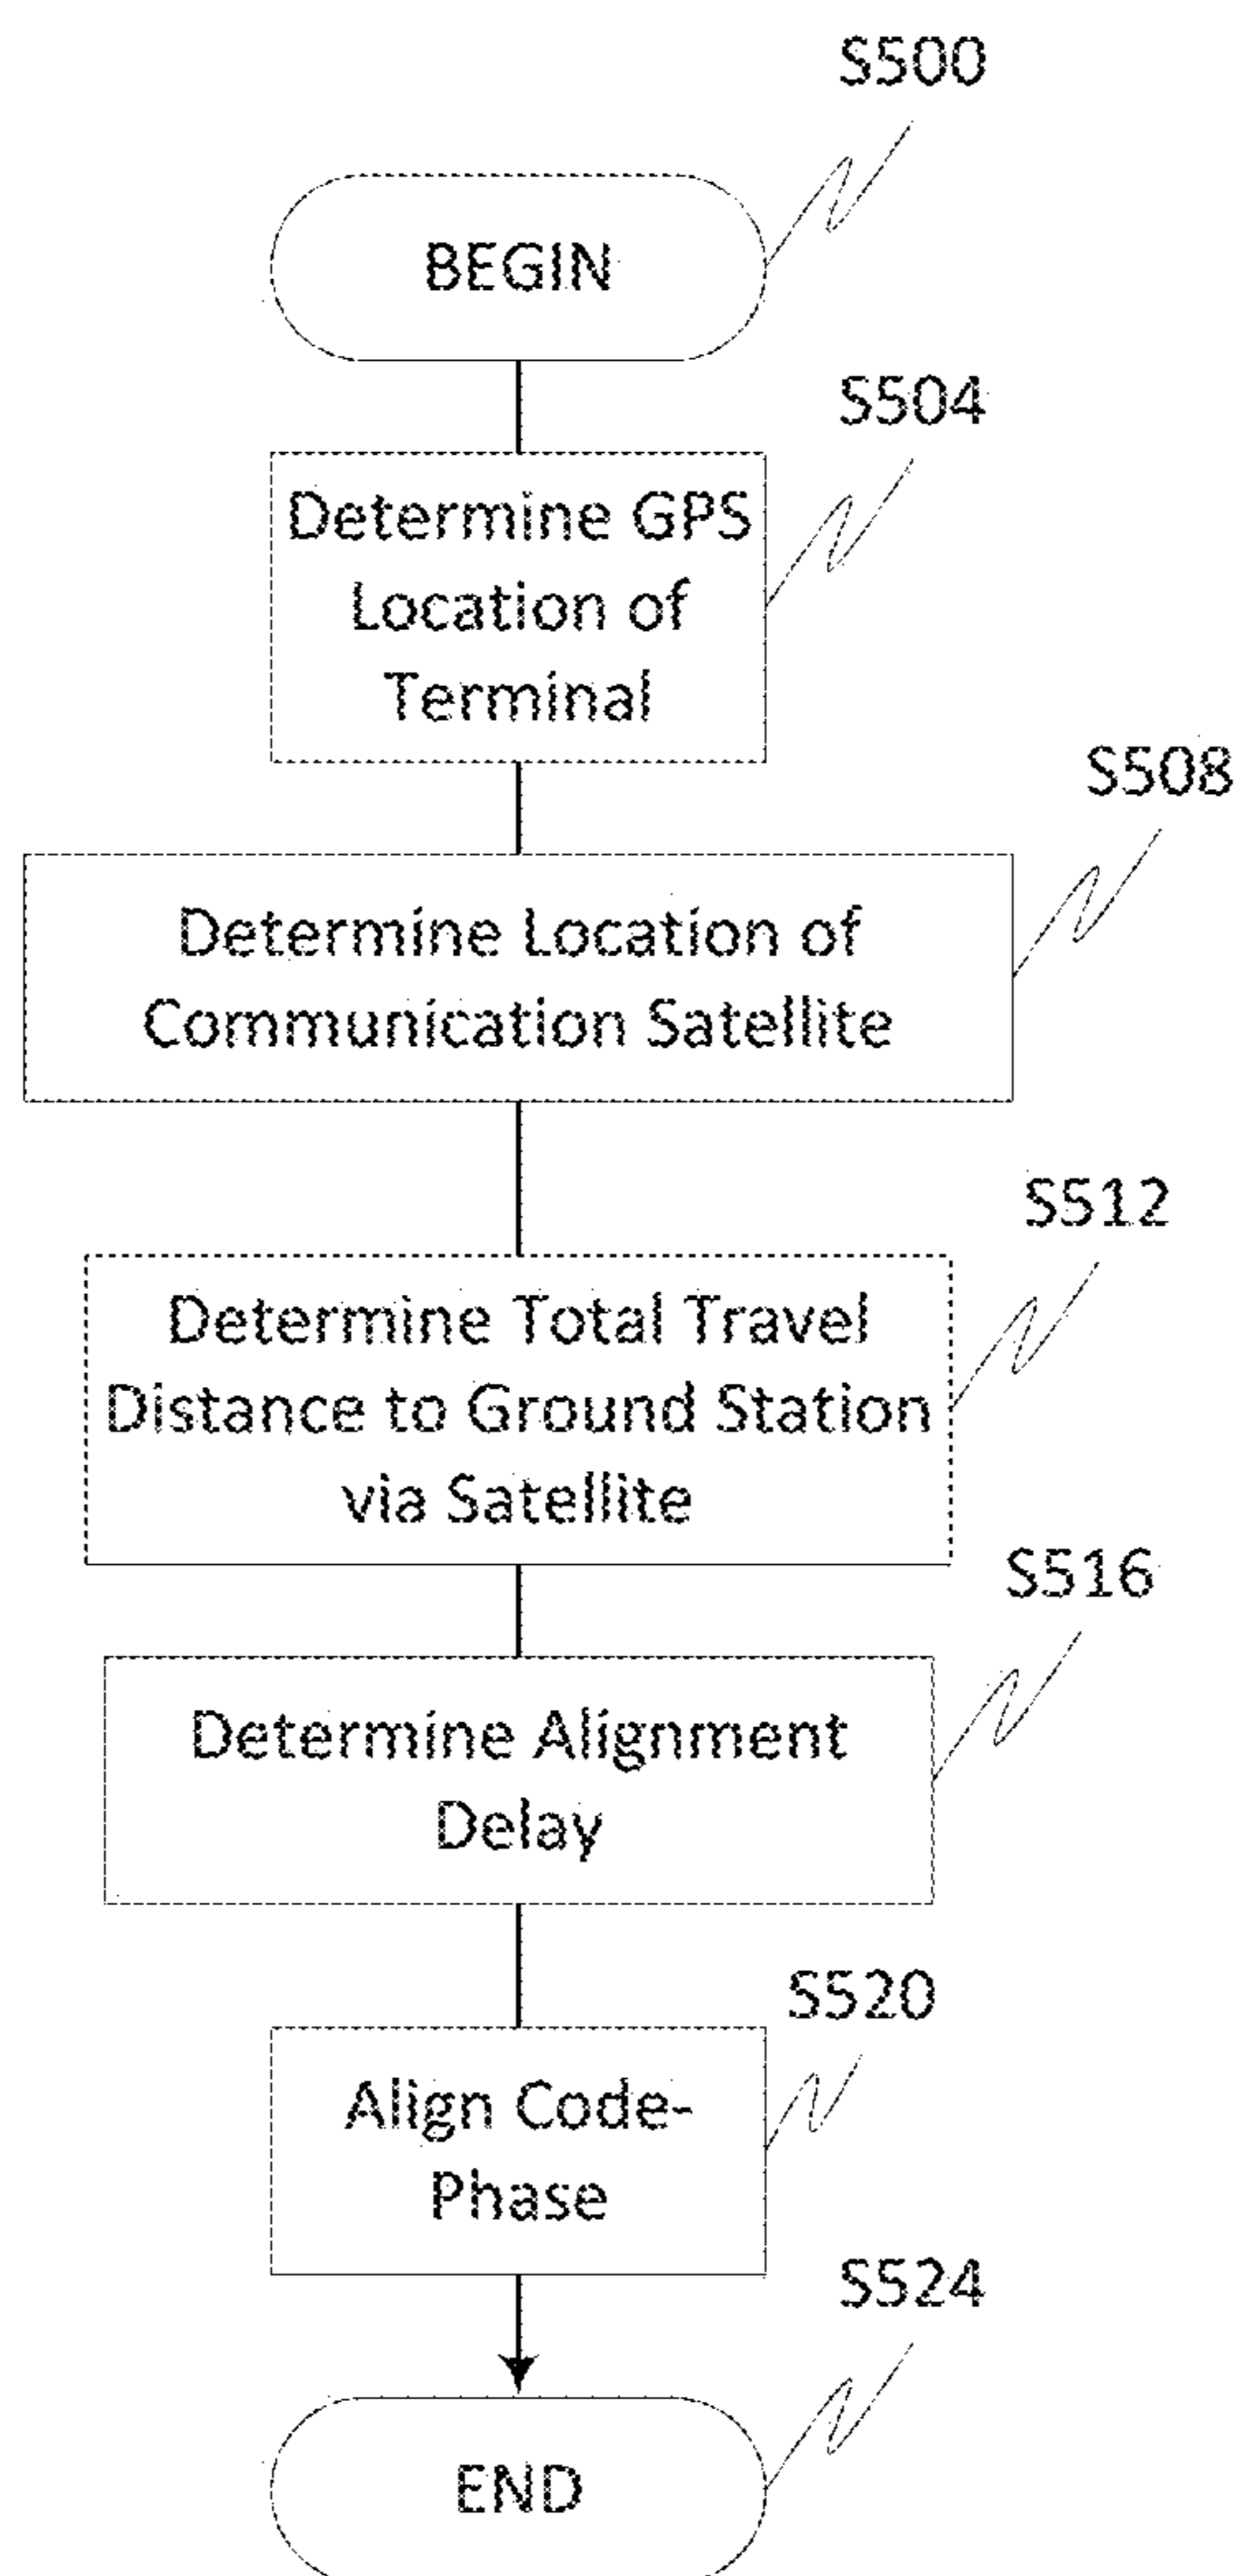 S500
BEGIN
S504
Determine GPS
Location of
Terminal
S508
Determine Location of
Communication Satellite
S512
Determine Total Travel
Distance to Ground Station
via Satellite
S516
Determine Alignment
Delay
S520
Align Code-
Phase
S524
END